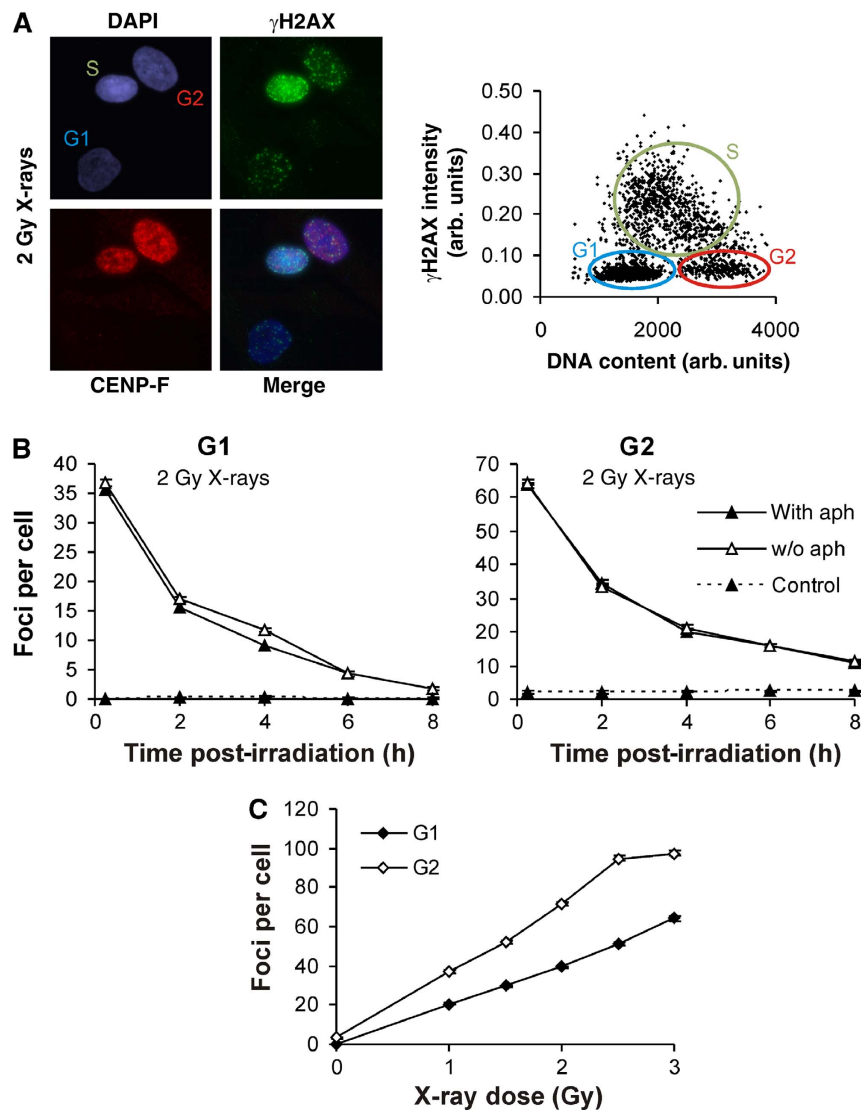 A
DAPI
γH2AX
S
G2
G1
2 Gy X-rays
CENP-F
Merge
γH2AX intensity
(arb. units)
0.50
0.40
0.30
0.20
0.10
0.00
S
G1
G2
0
2000
4000
DNA content (arb. units)
B
G1
2 Gy X-rays
Foci per cell
40
35
30
25
20
15
10
5
0
0
2
4
6
8
Time post-irradiation (h)
G2
2 Gy X-rays
70
60
50
40
30
20
10
0
With aph
w/o aph
Control
0
2
4
6
8
Time post-irradiation (h)
C
Foci per cell
120
100
80
60
40
20
0
G1
G2
0
1
2
3
X-ray dose (Gy)